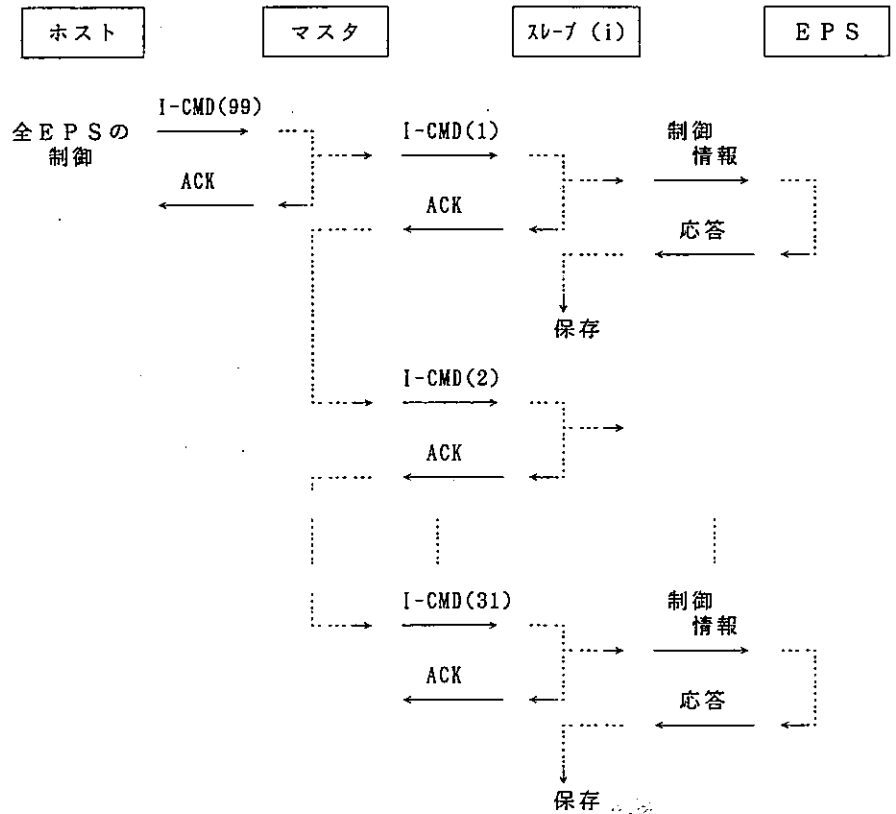 ホスト
マスタ
ｽﾚｰﾌﾞ (i)
ＥＰＳ
全ＥＰＳの
制御
I-CMD(99)
ACK
I-CMD(1)
ACK
制御
情報
応答
保存
I-CMD(2)
ACK
I-CMD(31)
ACK
制御
情報
応答
保存